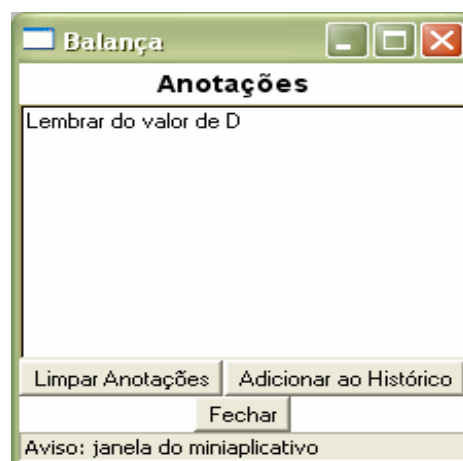 Balança
Anotações
Lembrar do valor de D
Limpar Anotações Adicionar ao Histórico
Fechar
Aviso: janela do miniaplicativo